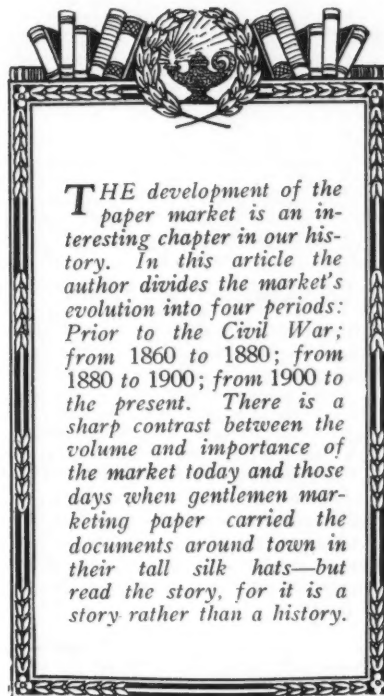 THE development of the
paper market is an in-
teresting chapter in our his-
tory. In this article the
author divides the market's
evolution into four periods:
Prior to the Civil War;
from 1860 to 1880; from
1880 to 1900; from 1900 to
the present. There is a
sharp contrast between the
volume and importance of
the market today and those
days when gentlemen mar-
keting paper carried the
documents around town in
their tall silk hats—but
read the story, for it is a
story rather than a history.